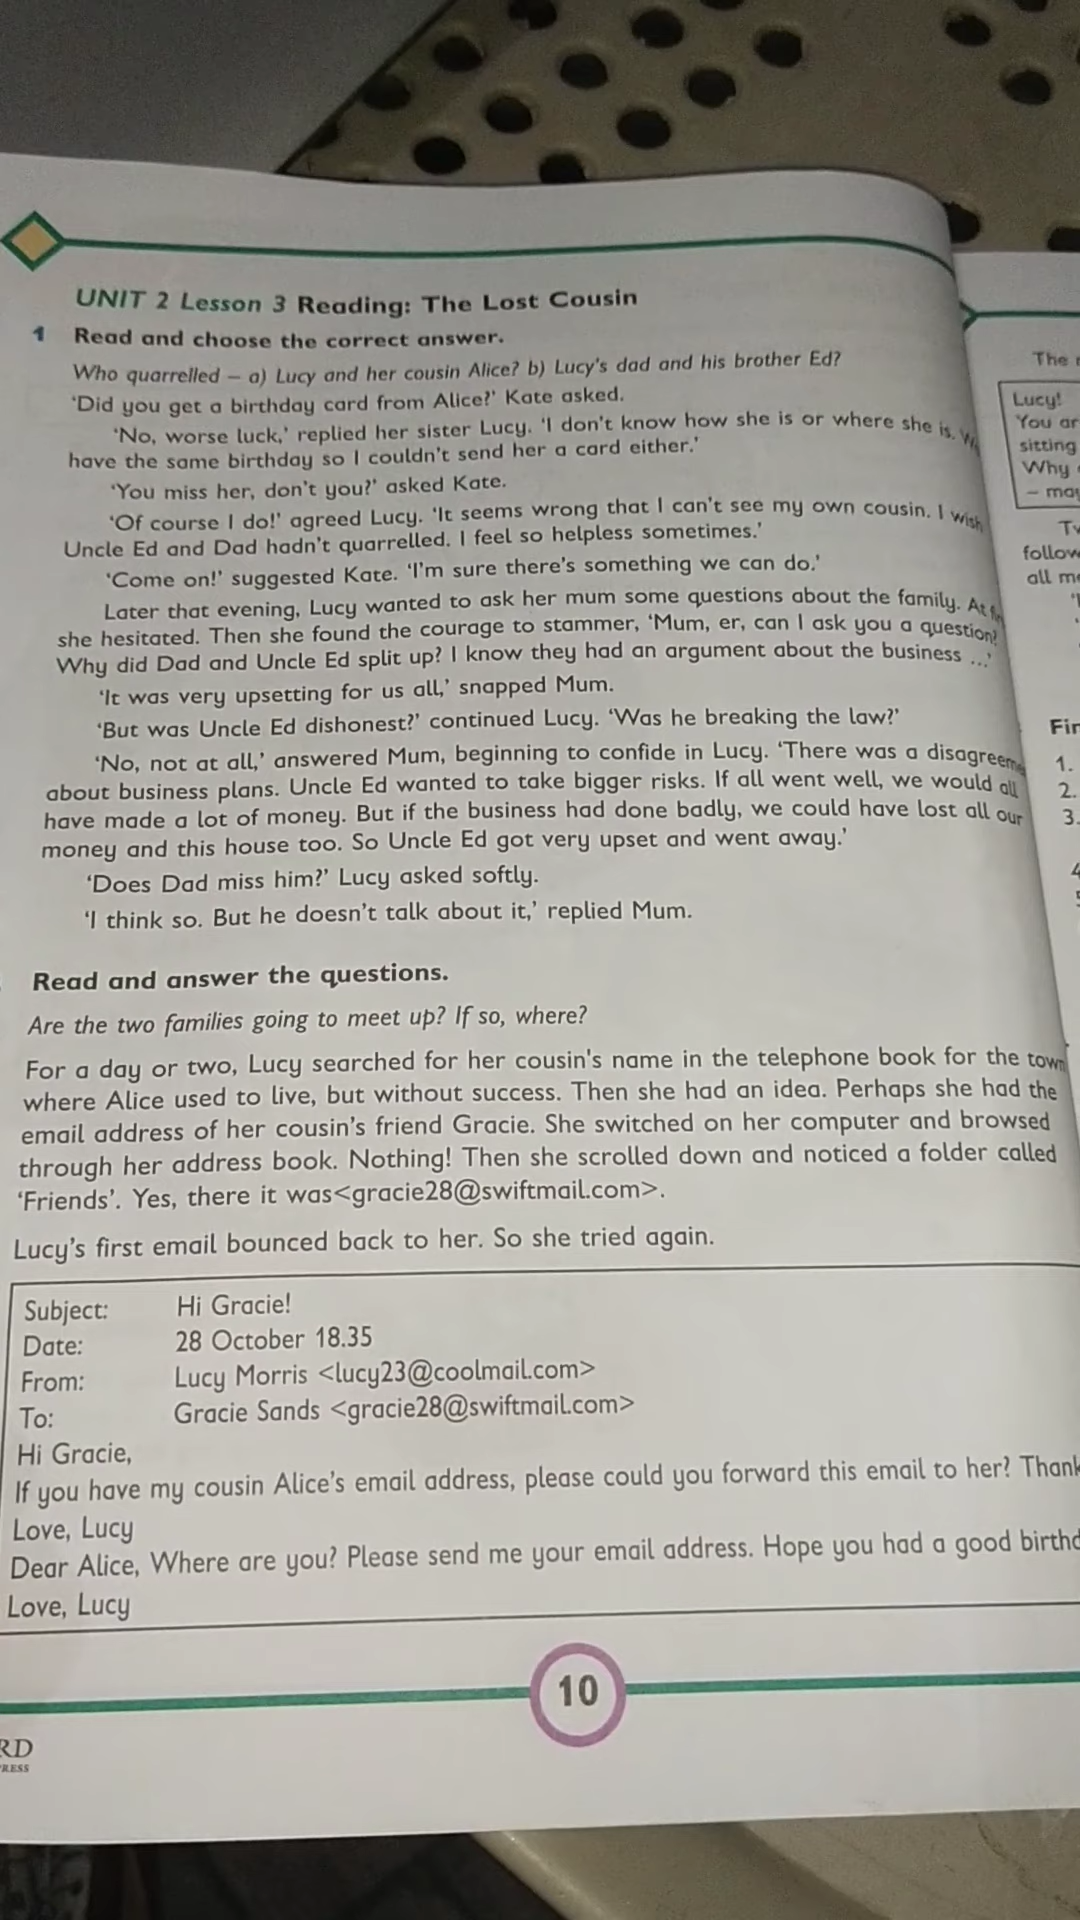 UNIT 2 Lesson 3 Reading: The Lost Cousin
1 Read and choose the correct answer.
Who quarrelled – a) Lucy and her cousin Alice? b) Lucy's dad and his brother Ed?
'Did you get a birthday card from Alice?' Kate asked.
'No, worse luck,' replied her sister Lucy. 'I don't know how she is or where she is.
have the same birthday so I couldn't send her a card either.'
'You miss her, don't you?' asked Kate.
'Of course I do!' agreed Lucy. 'It seems wrong that I can't see my own cousin. I wish
Uncle Ed and Dad hadn't quarrelled. I feel so helpless sometimes.'
'Come on!' suggested Kate. 'I'm sure there's something we can do.'
Later that evening, Lucy wanted to ask her mum some questions about the family. At
she hesitated. Then she found the courage to stammer, 'Mum, er, can I ask you a question?
Why did Dad and Uncle Ed split up? I know they had an argument about the business ...'
'It was very upsetting for us all,' snapped Mum.
'But was Uncle Ed dishonest?' continued Lucy. 'Was he breaking the law?'
'No, not at all,' answered Mum, beginning to confide in Lucy. 'There was a disagreeme
about business plans. Uncle Ed wanted to take bigger risks. If all went well, we would all
have made a lot of money. But if the business had done badly, we could have lost all our
money and this house too. So Uncle Ed got very upset and went away.'
'Does Dad miss him?' Lucy asked softly.
'I think so. But he doesn't talk about it,' replied Mum.
Read and answer the questions.
Are the two families going to meet up? If so, where?
For a day or two, Lucy searched for her cousin's name in the telephone book for the town
where Alice used to live, but without success. Then she had an idea. Perhaps she had the
email address of her cousin's friend Gracie. She switched on her computer and browsed
through her address book. Nothing! Then she scrolled down and noticed a folder called
'Friends'. Yes, there it was<gracie28@swiftmail.com>.
Lucy's first email bounced back to her. So she tried again.
Subject: Hi Gracie!
Date: 28 October 18.35
From: Lucy Morris <lucy23@coolmail.com>
To: Gracie Sands <gracie28@swiftmail.com>
Hi Gracie,
If you have my cousin Alice's email address, please could you forward this email to her? Thank
Love, Lucy
Dear Alice, Where are you? Please send me your email address. Hope you had a good birthd
Love, Lucy
10
RD
RESS
The
Lucy!
You ar
sitting
Why
– may
Tw
follow
all me
Fin
1.
2.
3.